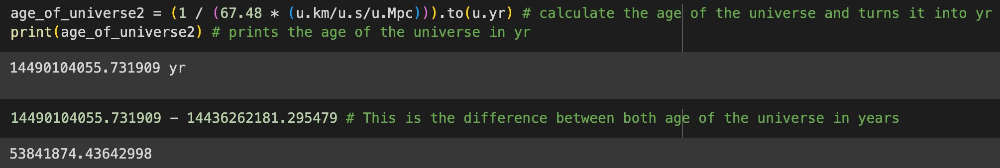 age_of_universe2 = (1 / (67.48 * (u.km/u.s/u.Mpc))).to(u.yr) # calculate the age of the universe and turns it into yr
print(age_of_universe2) # prints the age of the universe in yr
14490104055.731909 yr
14490104055.731909 – 14436262181.295479 # This is the difference between both age of the universe in years
53841874.43642998